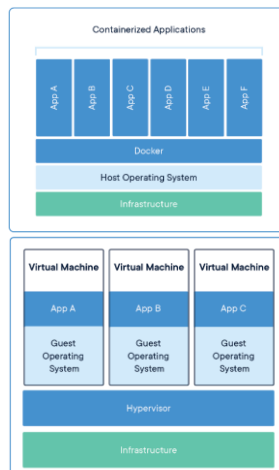 Containerized Applications
App A
App B
App C
App D
App E
App F
Docker
Host Operating System
Infrastructure
Virtual Machine
Virtual Machine
Virtual Machine
App A
App B
App C
Guest
Operating
System
Guest
Operating
System
Guest
Operating
System
Hypervisor
Infrastructure